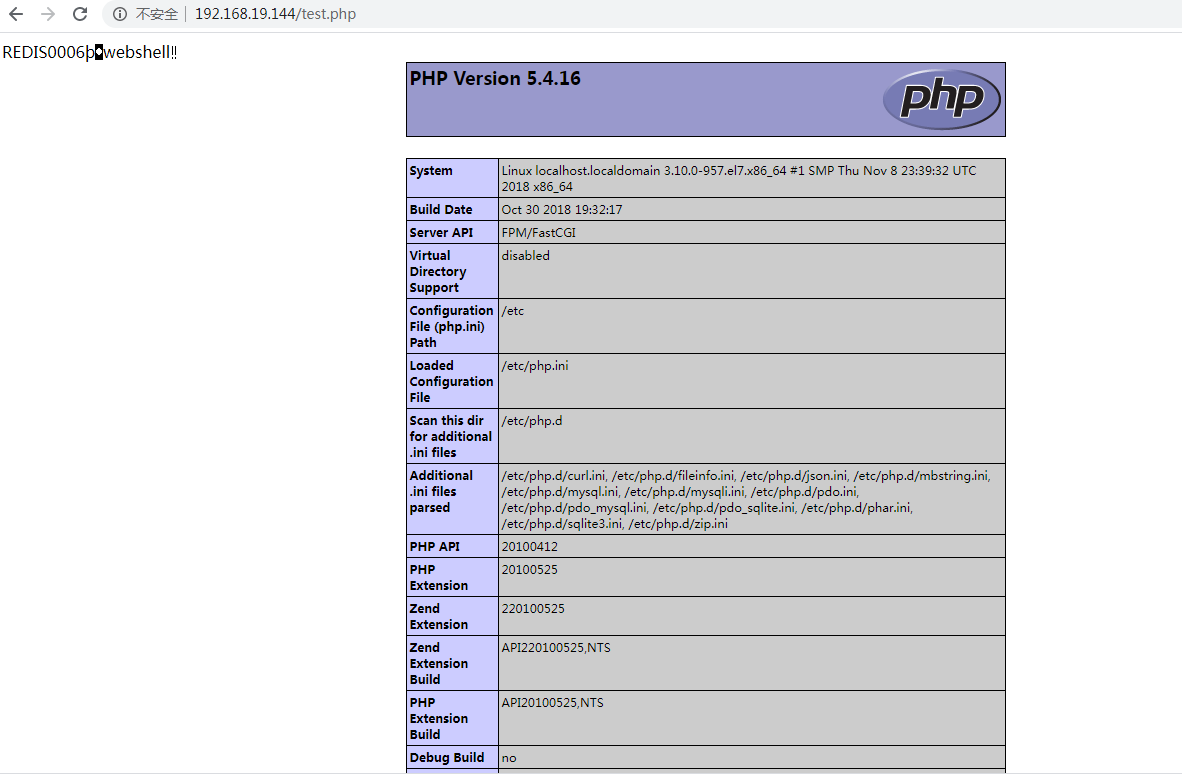 不安全 192.168.19.144/test.php
REDIS0006þ�webshell!!
PHP Version 5.4.16
php
System Linux localhost.localdomain 3.10.0-957.el7.x86_64 #1 SMP Thu Nov 8 23:39:32 UTC
2018 x86_64
Build Date Oct 30 2018 19:32:17
Server API FPM/FastCGI
Virtual disabled
Directory
Support
Configuration /etc
File (php.ini)
Path
Loaded /etc/php.ini
Configuration
File
Scan this dir /etc/php.d
for additional
.ini files
Additional /etc/php.d/curl.ini, /etc/php.d/fileinfo.ini, /etc/php.d/json.ini, /etc/php.d/mbstring.ini,
.ini files /etc/php.d/mysql.ini, /etc/php.d/mysqli.ini, /etc/php.d/pdo.ini,
parsed /etc/php.d/pdo_mysql.ini, /etc/php.d/pdo_sqlite.ini, /etc/php.d/phar.ini,
/etc/php.d/sqlite3.ini, /etc/php.d/zip.ini
PHP API 20100412
PHP 20100525
Extension
Zend 220100525
Extension
Zend API220100525,NTS
Extension
Build
PHP API20100525,NTS
Extension
Build
Debug Build no